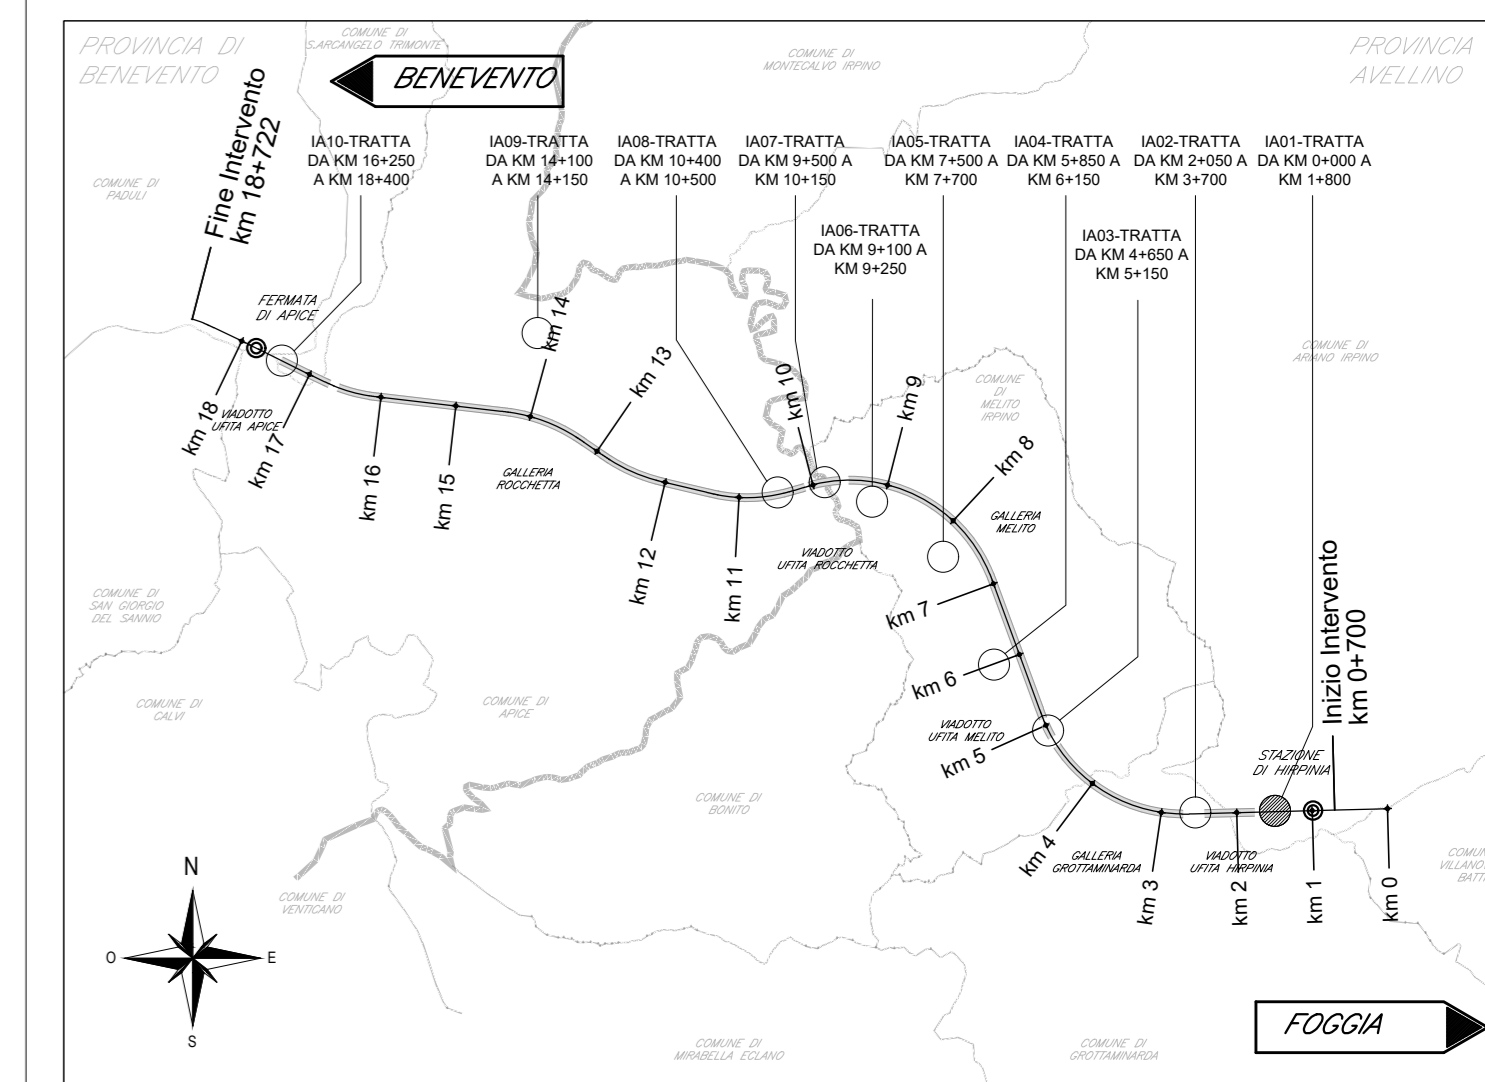 PROVINCIA DI
BENEVENTO
COMUNE DI
S.ARCANGELO TRIMONTE
BENEVENTO
COMUNE DI
MONTECALVO IRPINO
PROVINCIA
AVELLINO
Fine Intervento
km 18+722
IA10-TRATTA
DA KM 16+250
A KM 18+400
IA09-TRATTA
DA KM 14+100
A KM 14+150
IA08-TRATTA
DA KM 10+400
A KM 10+500
IA07-TRATTA
DA KM 9+500 A
KM 10+150
IA05-TRATTA
DA KM 7+500 A
KM 7+700
IA04-TRATTA
DA KM 5+850 A
KM 6+150
IA02-TRATTA
DA KM 2+050 A
KM 3+700
IA01-TRATTA
DA KM 0+000 A
KM 1+800
IA06-TRATTA
DA KM 9+100 A
KM 9+250
IA03-TRATTA
DA KM 4+650 A
KM 5+150
COMUNE DI
PADULI
FERMATA
DI APICE
km 14
km 13
km 10
km 9
COMUNE
DI
MELITO
IRPINO
COMUNE DI
ARIANO IRPINO
km 18
VIADOTTO
UFITA APICE
km 17
km 16
km 15
GALLERIA
ROCCHETTA
km 8
GALLERIA
MELITO
km 12
km 11
VIADOTTO
UFITA ROCCHETTA
km 7
COMUNE DI
SAN GIORGIO
DEL SANNIO
Inizio Intervento
km 0+700
km 6
COMUNE DI
CALVI
COMUNE DI
APICE
VIADOTTO
UFITA MELITO
km 5
STAZIONE
DI HIRPINIA
COMUNE DI
BONITO
km 4
GALLERIA
GROTTAMINARDA
km 3
VIADOTTO
UFITA HIRPINIA
km 2
km 1
km 0
COMUN
VILLANO
BATT
N
O
E
S
COMUNE DI
VENTICANO
COMUNE DI
MIRABELLA ECLANO
COMUNE DI
GROTTAMINARDA
FOGGIA